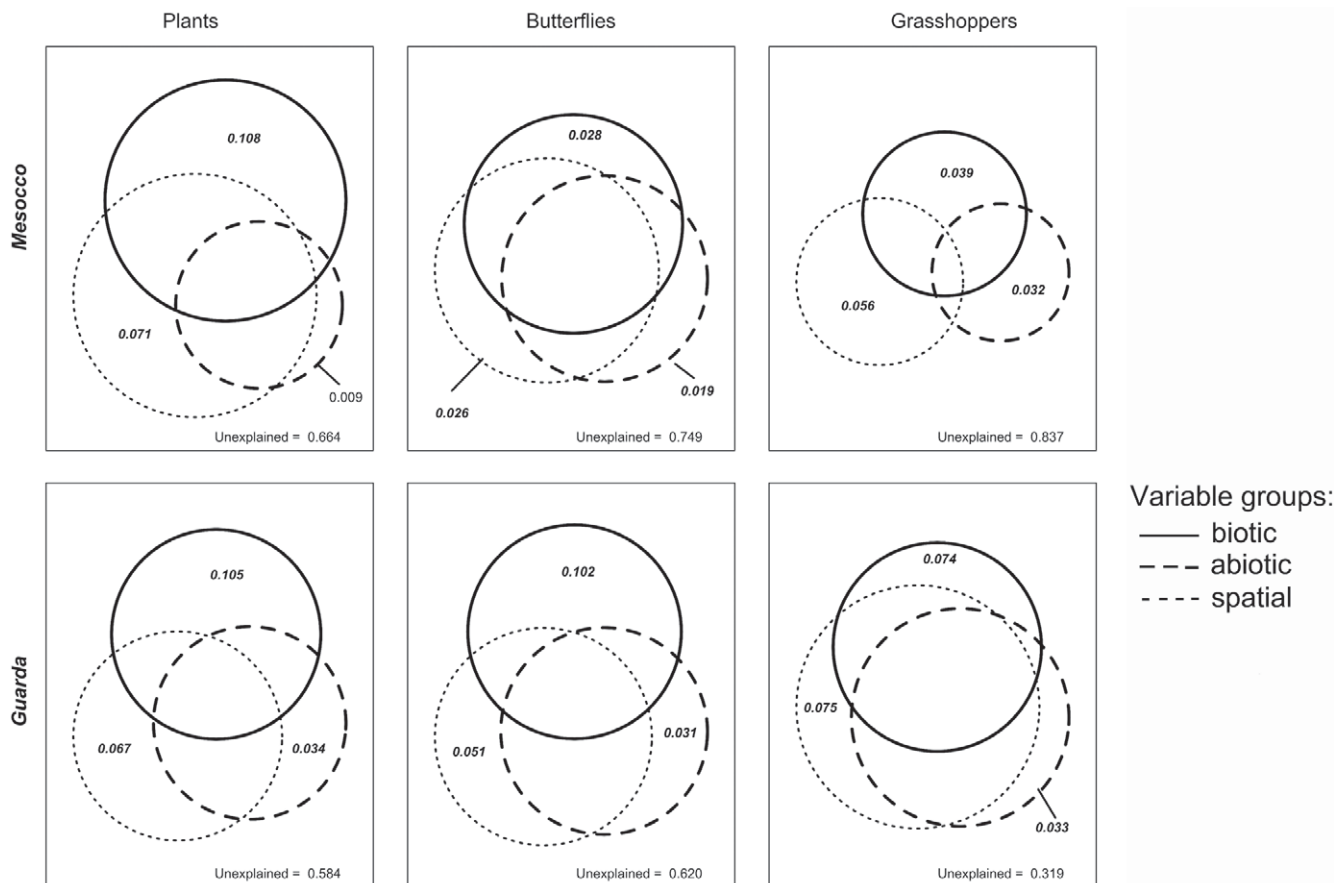 Plants
Butterflies
Grasshoppers
Mesocco
0.108
0.071
0.009
Unexplained = 0.664
0.028
0.026
0.019
Unexplained = 0.749
0.039
0.056
0.032
Unexplained = 0.837
Guarda
0.105
0.067
0.034
Unexplained = 0.584
0.102
0.051
0.031
Unexplained = 0.620
0.074
0.075
0.033
Unexplained = 0.319
Variable groups:
biotic
abiotic
spatial